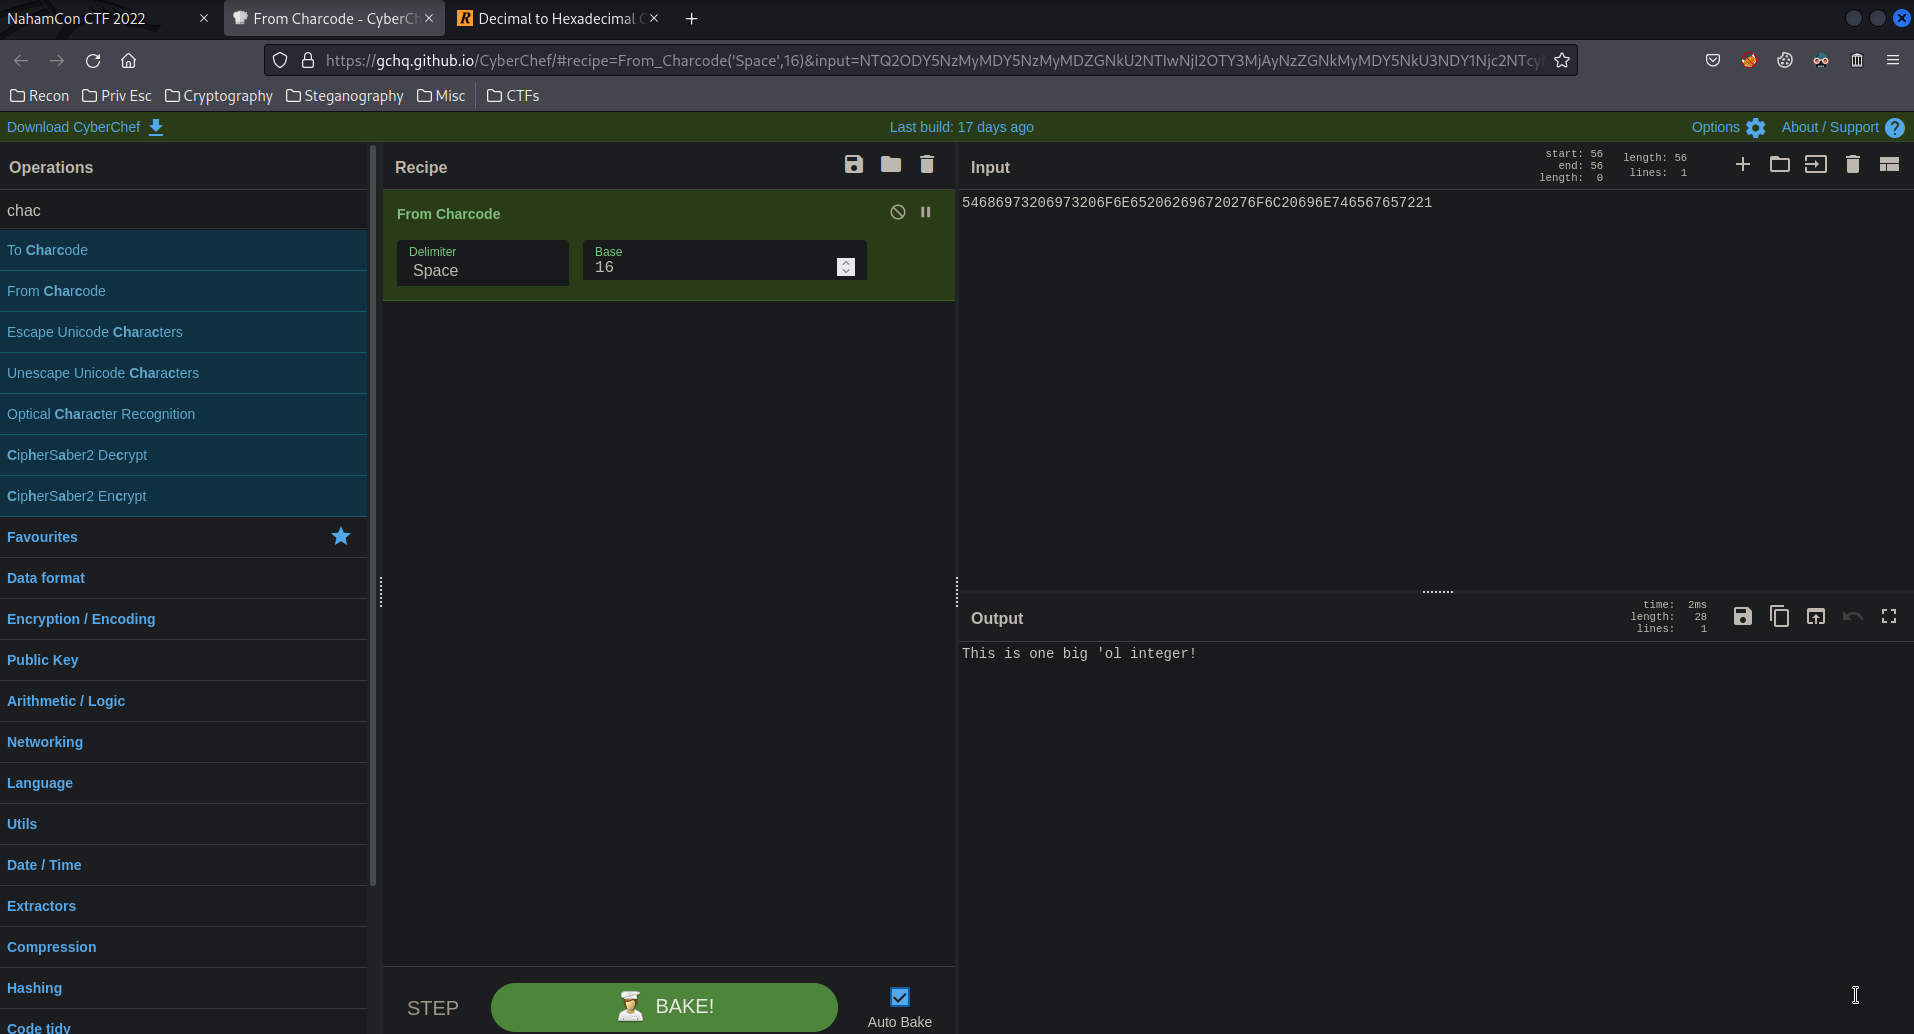 NahamCon CTF 2022
From Charcode - CyberCh
Decimal to Hexadecimal C
https://gchq.github.io/CyberChef/#recipe=From_Charcode('Space',16)&input=NTQ2ODY5NzMyMDY5NzMyMDZGNkU2NTIwNjI2OTY3MjAyNzZGNkMyMDY5NkU3NDY1Njc2NTcy
Recon
Priv Esc
Cryptography
Steganography
Misc
CTFs
Download CyberChef
Last build: 17 days ago
Options
About / Support
Operations
chac
To Charcode
From Charcode
Escape Unicode Characters
Unescape Unicode Characters
Optical Character Recognition
CipherSaber2 Decrypt
CipherSaber2 Encrypt
Favourites
Data format
Encryption / Encoding
Public Key
Arithmetic / Logic
Networking
Language
Utils
Date / Time
Extractors
Compression
Hashing
Code tidy
Recipe
From Charcode
Delimiter
Space
Base
16
STEP
BAKE!
Auto Bake
Input
start: 56
end: 56
length: 0
length: 56
lines: 1
54686973206973206F6E652062696720276F6C20696E746567657221
Output
time: 2ms
length: 28
lines: 1
This is one big 'ol integer!